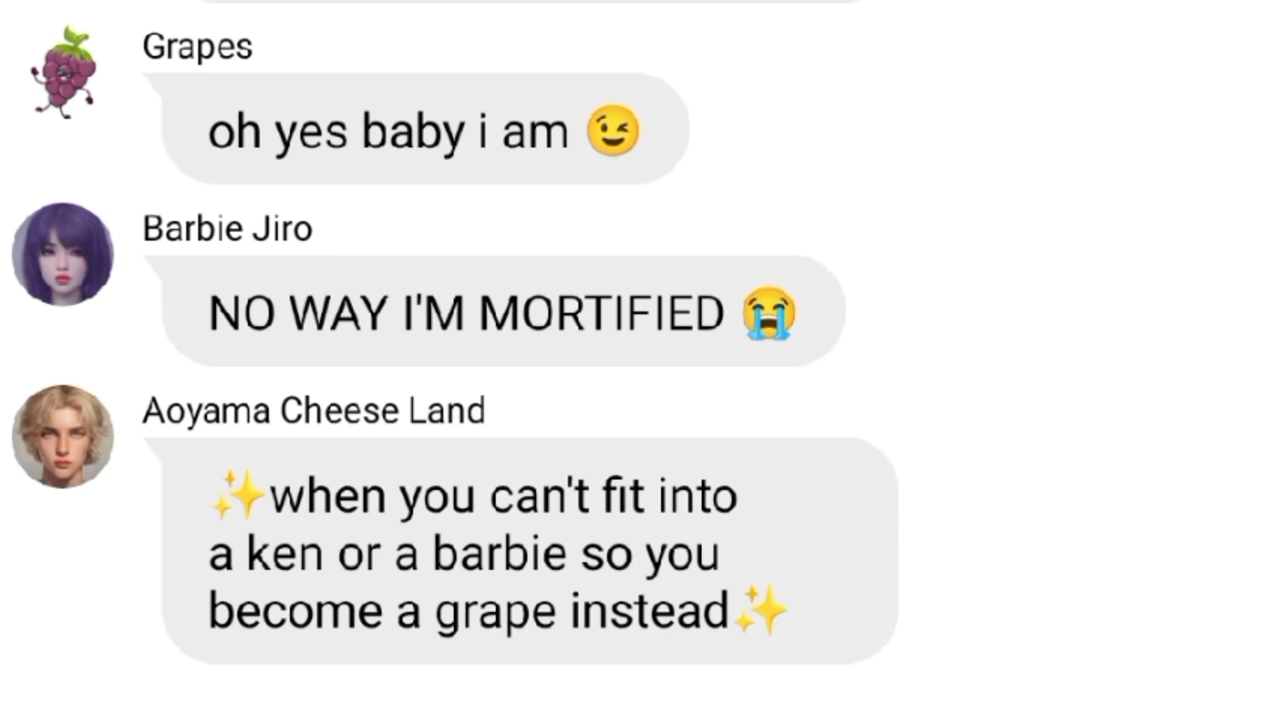 Grapes
oh yes baby i am 😉
Barbie Jiro
NO WAY I'M MORTIFIED 😭
Aoyama Cheese Land
✨when you can't fit into
a ken or a barbie so you
become a grape instead✨